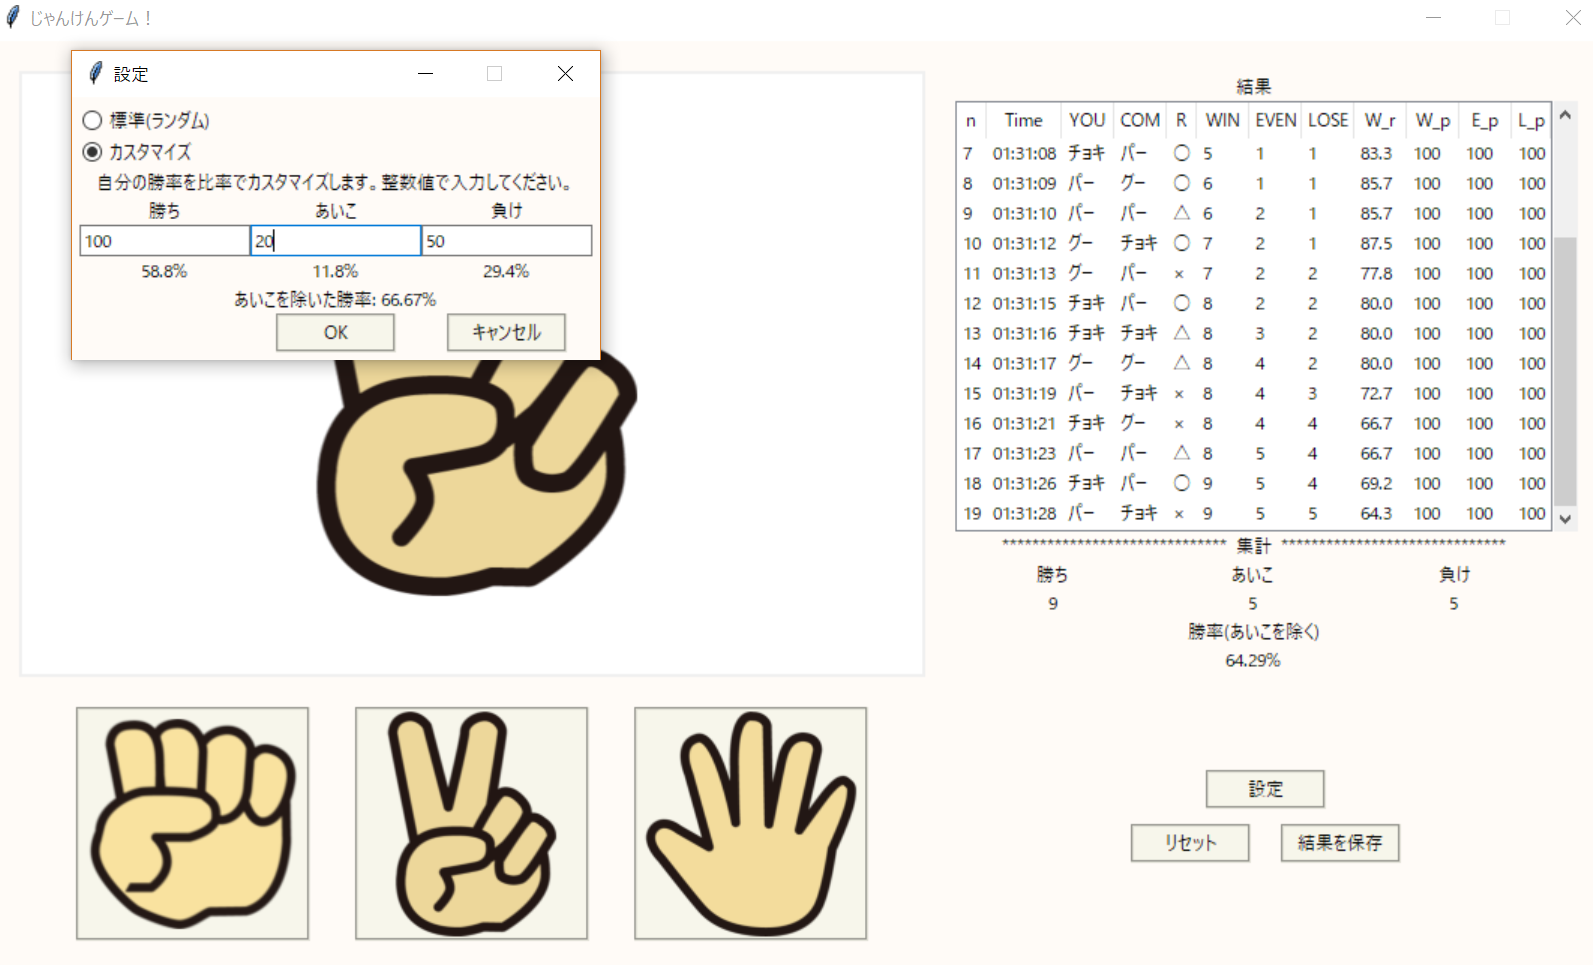 じゃんけんゲーム！
設定
標準(ランダム)
カスタマイズ
自分の勝率を比率でカスタマイズします。整数値で入力してください。
勝ち あいこ 負け
100 20 50
58.8% 11.8% 29.4%
あいこを除いた勝率: 66.67%
OK キャンセル
結果
n Time YOU COM R WIN EVEN LOSE W_r W_p E_p L_p
7 01:31:08 チョキ パー ○ 5 1 1 83.3 100 100 100
8 01:31:09 パー グー ○ 6 1 1 85.7 100 100 100
9 01:31:10 パー パー △ 6 2 1 85.7 100 100 100
10 01:31:12 グー チョキ ○ 7 2 1 87.5 100 100 100
11 01:31:13 グー パー × 7 2 2 77.8 100 100 100
12 01:31:15 チョキ パー ○ 8 2 2 80.0 100 100 100
13 01:31:16 チョキ チョキ △ 8 3 2 80.0 100 100 100
14 01:31:17 グー グー △ 8 4 2 80.0 100 100 100
15 01:31:19 パー チョキ × 8 4 3 72.7 100 100 100
16 01:31:21 チョキ グー × 8 4 4 66.7 100 100 100
17 01:31:23 パー パー △ 8 5 4 66.7 100 100 100
18 01:31:26 チョキ パー ○ 9 5 4 69.2 100 100 100
19 01:31:28 パー チョキ × 9 5 5 64.3 100 100 100
****************************** 集計 ******************************
勝ち あいこ 負け
9 5 5
勝率(あいこを除く)
64.29%
設定
リセット 結果を保存